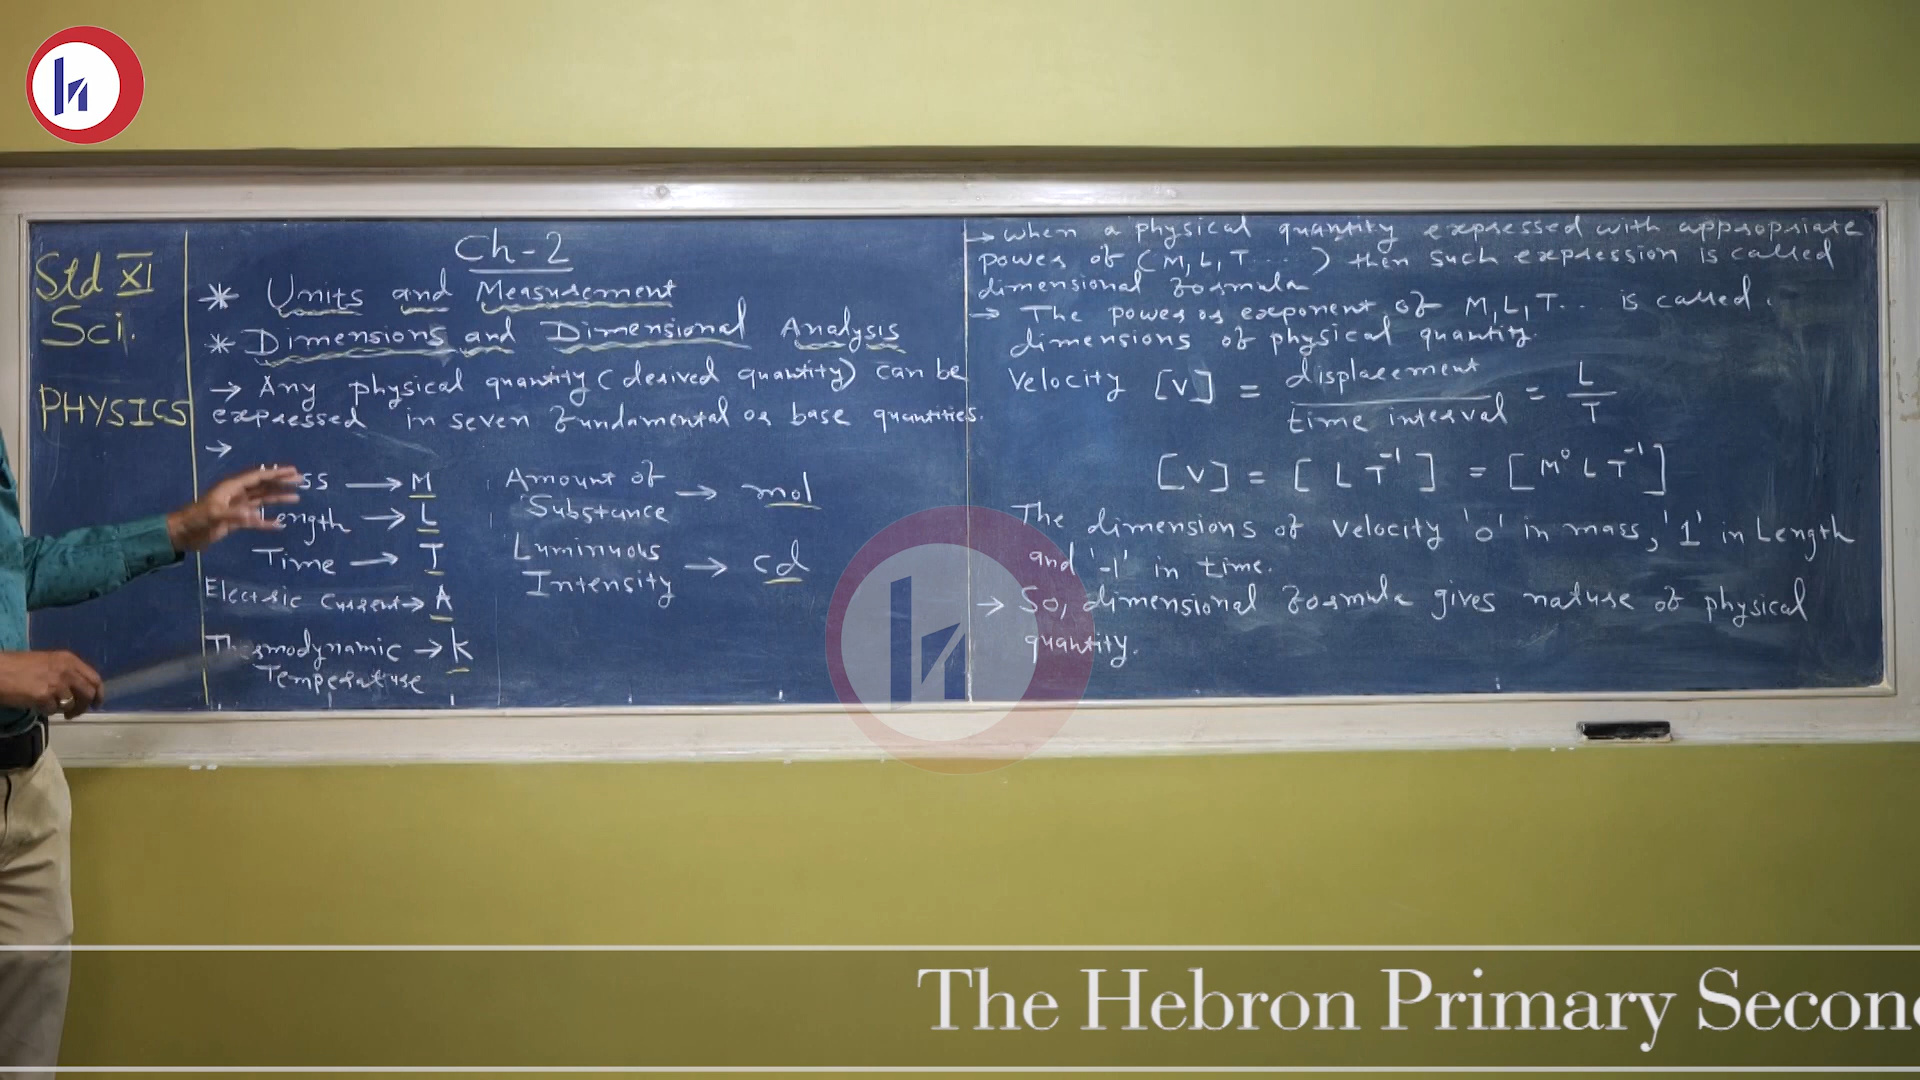 Std XI
Sci.
PHYSICS
Ch-2
* Units and Measurement
* Dimensions and Dimensional Analysis
→ Any physical quantity (desived quantity) can be
expressed in seven fundamental or base quantities.
→
Mass → M
Length → L
Time → T
Electric Current → A
Thermodynamic → k
Temperature
Amount of → mol
Substance
Luminuous → cd
Intensity
→ When a physical quantity expressed with appropriate
power of (M, L, T ...) then such expression is called
dimensional formula
→ The power or exponent of M, L, T.. is called.
dimensions of physical quantity.
Velocity [v] = displacement / time interval = L / T
[v] = [L T⁻¹] = [M⁰ L T⁻¹]
The dimensions of velocity '0' in mass, '1' in Length
and '-1' in time.
→ So, dimensional formula gives nature of physical
quantity.
The Hebron Primary Secon